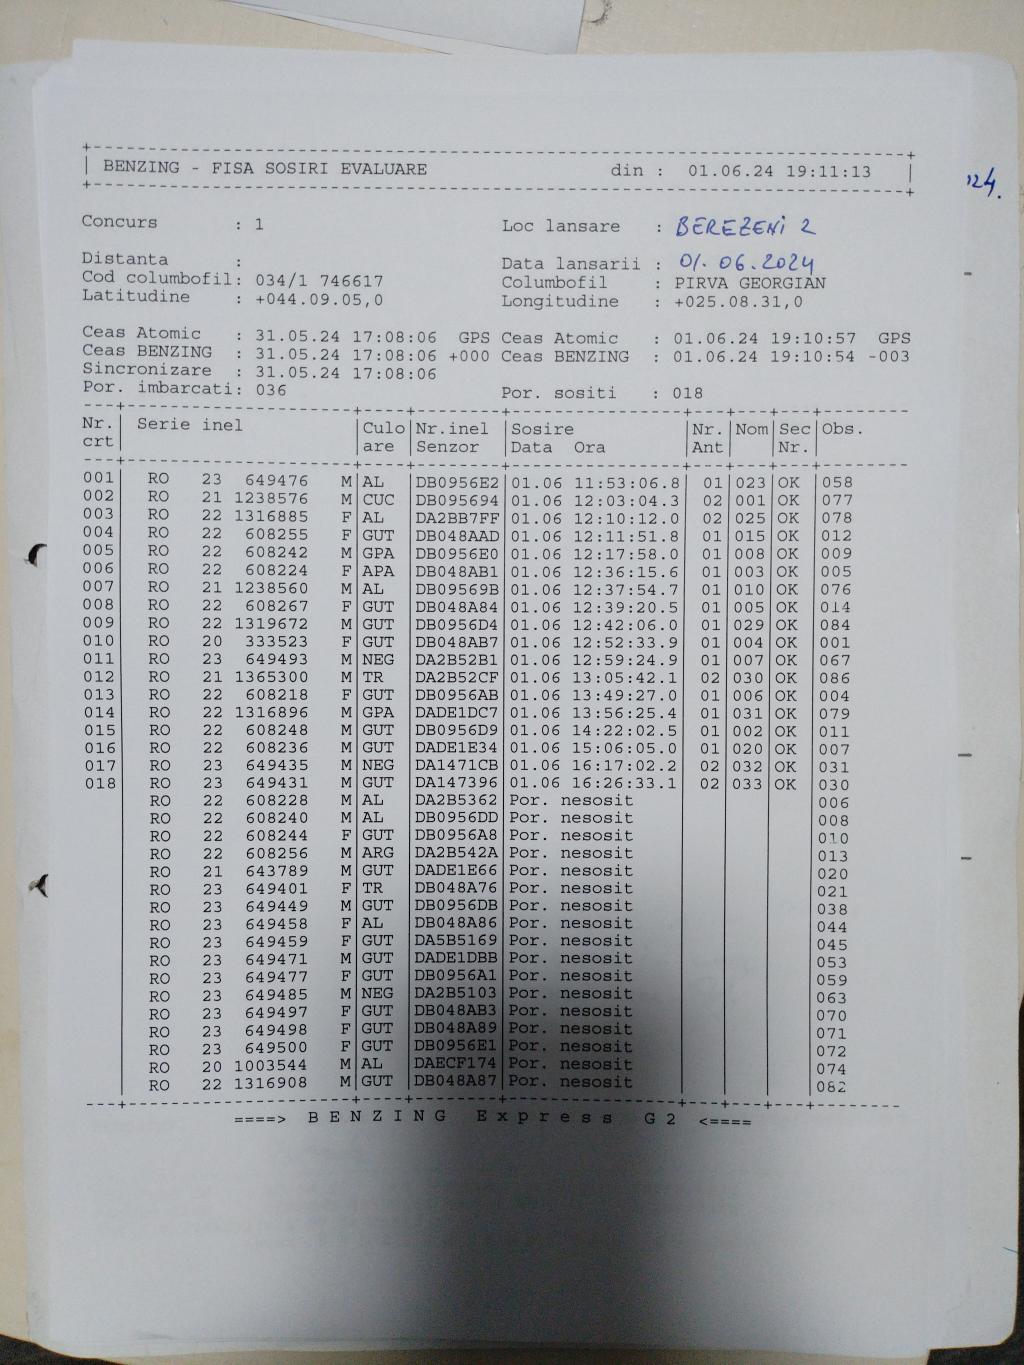 +----------------------------------------------------------------------------+
| BENZING - FISA SOSIRI EVALUARE din : 01.06.24 19:11:13 |
+----------------------------------------------------------------------------+
'24.
Concurs : 1 Loc lansare : BEREZENI 2
Distanta : Data lansarii : 01.06.2024
Cod columbofil: 034/1 746617 Columbofil : PIRVA GEORGIAN
Latitudine : +044.09.05,0 Longitudine : +025.08.31,0
Ceas Atomic : 31.05.24 17:08:06 GPS Ceas Atomic : 01.06.24 19:10:57 GPS
Ceas BENZING : 31.05.24 17:08:06 +000 Ceas BENZING : 01.06.24 19:10:54 -003
Sincronizare : 31.05.24 17:08:06
Por. imbarcati: 036 Por. sositi : 018
Nr. | Serie inel | Culo | Nr.inel | Sosire | Nr. | Nom | Sec | Obs.
crt | | are | Senzor | Data Ora | Ant | | Nr. |
001 | RO 23 649476 M | AL | DB0956E2 | 01.06 11:53:06.8 | 01 | 023 | OK | 058
002 | RO 21 1238576 M | CUC | DB095694 | 01.06 12:03:04.3 | 02 | 001 | OK | 077
003 | RO 22 1316885 F | AL | DA2BB7FF | 01.06 12:10:12.0 | 02 | 025 | OK | 078
004 | RO 22 608255 F | GUT | DB048AAD | 01.06 12:11:51.8 | 01 | 015 | OK | 012
005 | RO 22 608242 M | GPA | DB0956E0 | 01.06 12:17:58.0 | 01 | 008 | OK | 009
006 | RO 22 608224 F | APA | DB048AB1 | 01.06 12:36:15.6 | 01 | 003 | OK | 005
007 | RO 21 1238560 M | AL | DB09569B | 01.06 12:37:54.7 | 01 | 010 | OK | 076
008 | RO 22 608267 F | GUT | DB048A84 | 01.06 12:39:20.5 | 01 | 005 | OK | 014
009 | RO 22 1319672 M | GUT | DB0956D4 | 01.06 12:42:06.0 | 01 | 029 | OK | 084
010 | RO 20 333523 F | GUT | DB048AB7 | 01.06 12:52:33.9 | 01 | 004 | OK | 001
011 | RO 23 649493 M | NEG | DA2B52B1 | 01.06 12:59:24.9 | 01 | 007 | OK | 067
012 | RO 21 1365300 M | TR | DA2B52CF | 01.06 13:05:42.1 | 02 | 030 | OK | 086
013 | RO 22 608218 F | GUT | DB0956AB | 01.06 13:49:27.0 | 01 | 006 | OK | 004
014 | RO 22 1316896 M | GPA | DADE1DC7 | 01.06 13:56:25.4 | 01 | 031 | OK | 079
015 | RO 22 608248 M | GUT | DB0956D9 | 01.06 14:22:02.5 | 01 | 002 | OK | 011
016 | RO 22 608236 M | GUT | DADE1E34 | 01.06 15:06:05.0 | 01 | 020 | OK | 007
017 | RO 23 649435 M | NEG | DA1471CB | 01.06 16:17:02.2 | 02 | 032 | OK | 031
018 | RO 23 649431 M | GUT | DA147396 | 01.06 16:26:33.1 | 02 | 033 | OK | 030
RO 22 608228 M | AL | DA2B5362 | Por. nesosit | 006
RO 22 608240 M | AL | DB0956DD | Por. nesosit | 008
RO 22 608244 F | GUT | DB0956A8 | Por. nesosit | 010
RO 22 608256 M | ARG | DA2B542A | Por. nesosit | 013
RO 21 643789 M | GUT | DADE1E66 | Por. nesosit | 020
RO 23 649401 F | TR | DB048A76 | Por. nesosit | 021
RO 23 649449 M | GUT | DB0956DB | Por. nesosit | 038
RO 23 649458 F | AL | DB048A86 | Por. nesosit | 044
RO 23 649459 F | GUT | DA5B5169 | Por. nesosit | 045
RO 23 649471 M | GUT | DADE1DBB | Por. nesosit | 053
RO 23 649477 F | GUT | DB0956A1 | Por. nesosit | 059
RO 23 649485 M | NEG | DA2B5103 | Por. nesosit | 063
RO 23 649497 F | GUT | DB048AB3 | Por. nesosit | 070
RO 23 649498 F | GUT | DB048A89 | Por. nesosit | 071
RO 23 649500 F | GUT | DB0956E1 | Por. nesosit | 072
RO 20 1003544 M | AL | DAECF174 | Por. nesosit | 074
RO 22 1316908 M | GUT | DB048A87 | Por. nesosit | 082
====> B E N Z I N G E x p r e s s G 2 <====